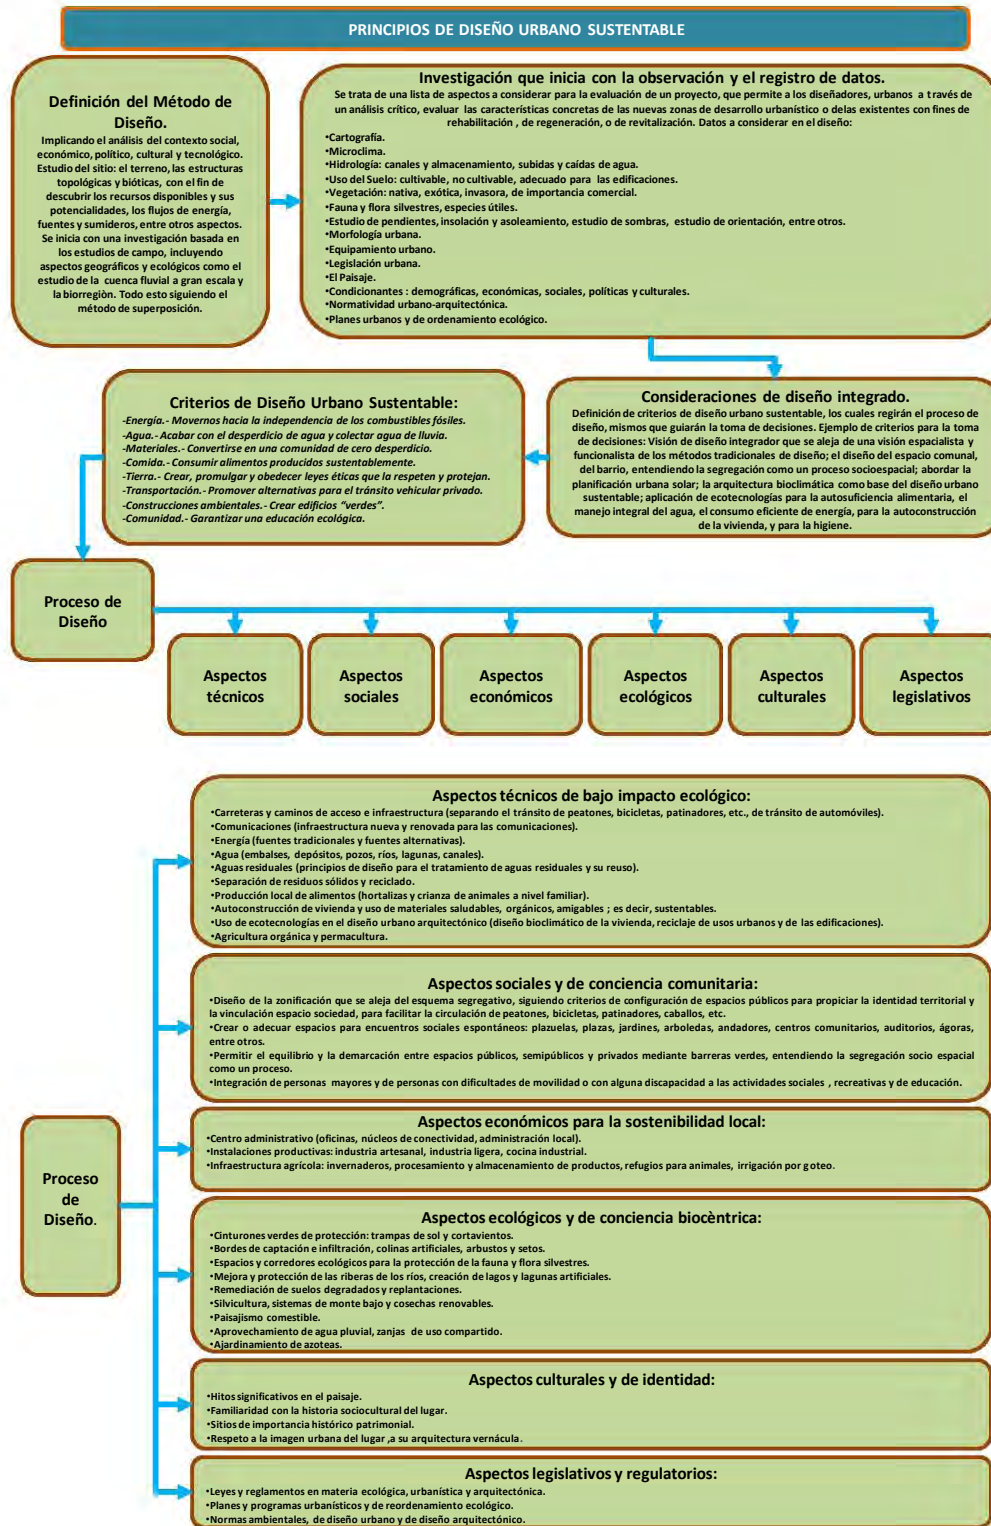 PRINCIPIOS DE DISEÑO URBANO SUSTENTABLE
Definición del Método de
Diseño.
Implicando el análisis del contexto social,
económico, político, cultural y tecnológico.
Estudio del sitio: el terreno, las estructuras
topológicas y bióticas, con el fin de
descubrir los recursos disponibles y sus
potencialidades, los flujos de energía,
fuentes y sumideros, entre otros aspectos.
Se inicia con una investigación basada en
los estudios de campo, incluyendo
aspectos geográficos y ecológicos como el
estudio de la cuenca fluvial a gran escala y
la biorregiòn. Todo esto siguiendo el
método de superposición.
Investigación que inicia con la observación y el registro de datos.
Se trata de una lista de aspectos a considerar para la evaluación de un proyecto, que permite a los diseñadores, urbanos a través de
un análisis crítico, evaluar las características concretas de las nuevas zonas de desarrollo urbanístico o delas existentes con fines de
rehabilitación , de regeneración, o de revitalización. Datos a considerar en el diseño:
•Cartografía.
•Microclima.
•Hidrología: canales y almacenamiento, subidas y caídas de agua.
•Uso del Suelo: cultivable, no cultivable, adecuado para las edificaciones.
•Vegetación: nativa, exótica, invasora, de importancia comercial.
•Fauna y flora silvestres, especies útiles.
•Estudio de pendientes, insolación y asoleamiento, estudio de sombras, estudio de orientación, entre otros.
•Morfología urbana.
•Equipamiento urbano.
•Legislación urbana.
•El Paisaje.
•Condicionantes : demográficas, económicas, sociales, políticas y culturales.
•Normatividad urbano-arquitectónica.
•Planes urbanos y de ordenamiento ecológico.
Consideraciones de diseño integrado.
Definición de criterios de diseño urbano sustentable, los cuales regirán el proceso de
diseño, mismos que guiarán la toma de decisiones. Ejemplo de criterios para la toma
de decisiones: Visión de diseño integrador que se aleja de una visión espacialista y
funcionalista de los métodos tradicionales de diseño; el diseño del espacio comunal,
del barrio, entendiendo la segregación como un proceso socioespacial; abordar la
planificación urbana solar; la arquitectura bioclimática como base del diseño urbano
sustentable; aplicación de ecotecnologías para la autosuficiencia alimentaria, el
manejo integral del agua, el consumo eficiente de energía, para la autoconstrucción
de la vivienda, y para la higiene.
Criterios de Diseño Urbano Sustentable:
-Energía.- Movernos hacia la independencia de los combustibles fósiles.
-Agua.- Acabar con el desperdicio de agua y colectar agua de lluvia.
-Materiales.- Convertirse en una comunidad de cero desperdicio.
-Comida.- Consumir alimentos producidos sustentablemente.
-Tierra.- Crear, promulgar y obedecer leyes éticas que la respeten y protejan.
-Transportación.- Promover alternativas para el tránsito vehicular privado.
-Construcciones ambientales.- Crear edificios "verdes".
-Comunidad.- Garantizar una educación ecológica.
Proceso de
Diseño
Aspectos
técnicos
Aspectos
sociales
Aspectos
económicos
Aspectos
ecológicos
Aspectos
culturales
Aspectos
legislativos
Proceso
de
Diseño.
Aspectos técnicos de bajo impacto ecológico:
•Carreteras y caminos de acceso e infraestructura (separando el tránsito de peatones, bicicletas, patinadores, etc., de tránsito de automóviles).
•Comunicaciones (infraestructura nueva y renovada para las comunicaciones).
•Energía (fuentes tradicionales y fuentes alternativas).
•Agua (embalses, depósitos, pozos, ríos, lagunas, canales).
•Aguas residuales (principios de diseño para el tratamiento de aguas residuales y su reuso).
•Separación de residuos sólidos y reciclado.
•Producción local de alimentos (hortalizas y crianza de animales a nivel familiar).
•Autoconstrucción de vivienda y uso de materiales saludables, orgánicos, amigables ; es decir, sustentables.
•Uso de ecotecnologías en el diseño urbano arquitectónico (diseño bioclimático de la vivienda, reciclaje de usos urbanos y de las edificaciones).
•Agricultura orgánica y permacultura.
Aspectos sociales y de conciencia comunitaria:
•Diseño de la zonificación que se aleja del esquema segregativo, siguiendo criterios de configuración de espacios públicos para propiciar la identidad territorial y
la vinculación espacio sociedad, para facilitar la circulación de peatones, bicicletas, patinadores, caballos, etc.
•Crear o adecuar espacios para encuentros sociales espontáneos: plazuelas, plazas, jardines, arboledas, andadores, centros comunitarios, auditorios, ágoras,
entre otros.
•Permitir el equilibrio y la demarcación entre espacios públicos, semipúblicos y privados mediante barreras verdes, entendiendo la segregación socio espacial
como un proceso.
•Integración de personas mayores y de personas con dificultades de movilidad o con alguna discapacidad a las actividades sociales , recreativas y de educación.
Aspectos económicos para la sostenibilidad local:
•Centro administrativo (oficinas, núcleos de conectividad, administración local).
•Instalaciones productivas: industria artesanal, industria ligera, cocina industrial.
•Infraestructura agrícola: invernaderos, procesamiento y almacenamiento de productos, refugios para animales, irrigación por goteo.
Aspectos ecológicos y de conciencia biocèntrica:
•Cinturones verdes de protección: trampas de sol y cortavientos.
•Bordes de captación e infiltración, colinas artificiales, arbustos y setos.
•Espacios y corredores ecológicos para la protección de la fauna y flora silvestres.
•Mejora y protección de las riberas de los ríos, creación de lagos y lagunas artificiales.
•Remediación de suelos degradados y replantaciones.
•Silvicultura, sistemas de monte bajo y cosechas renovables.
•Paisajismo comestible.
•Aprovechamiento de agua pluvial, zanjas de uso compartido.
•Ajardinamiento de azoteas.
Aspectos culturales y de identidad:
•Hitos significativos en el paisaje.
•Familiaridad con la historia sociocultural del lugar.
•Sitios de importancia histórico patrimonial.
•Respeto a la imagen urbana del lugar ,a su arquitectura vernácula.
Aspectos legislativos y regulatorios:
•Leyes y reglamentos en materia ecológica, urbanística y arquitectónica.
•Planes y programas urbanísticos y de reordenamiento ecológico.
•Normas ambientales, de diseño urbano y de diseño arquitectónico.